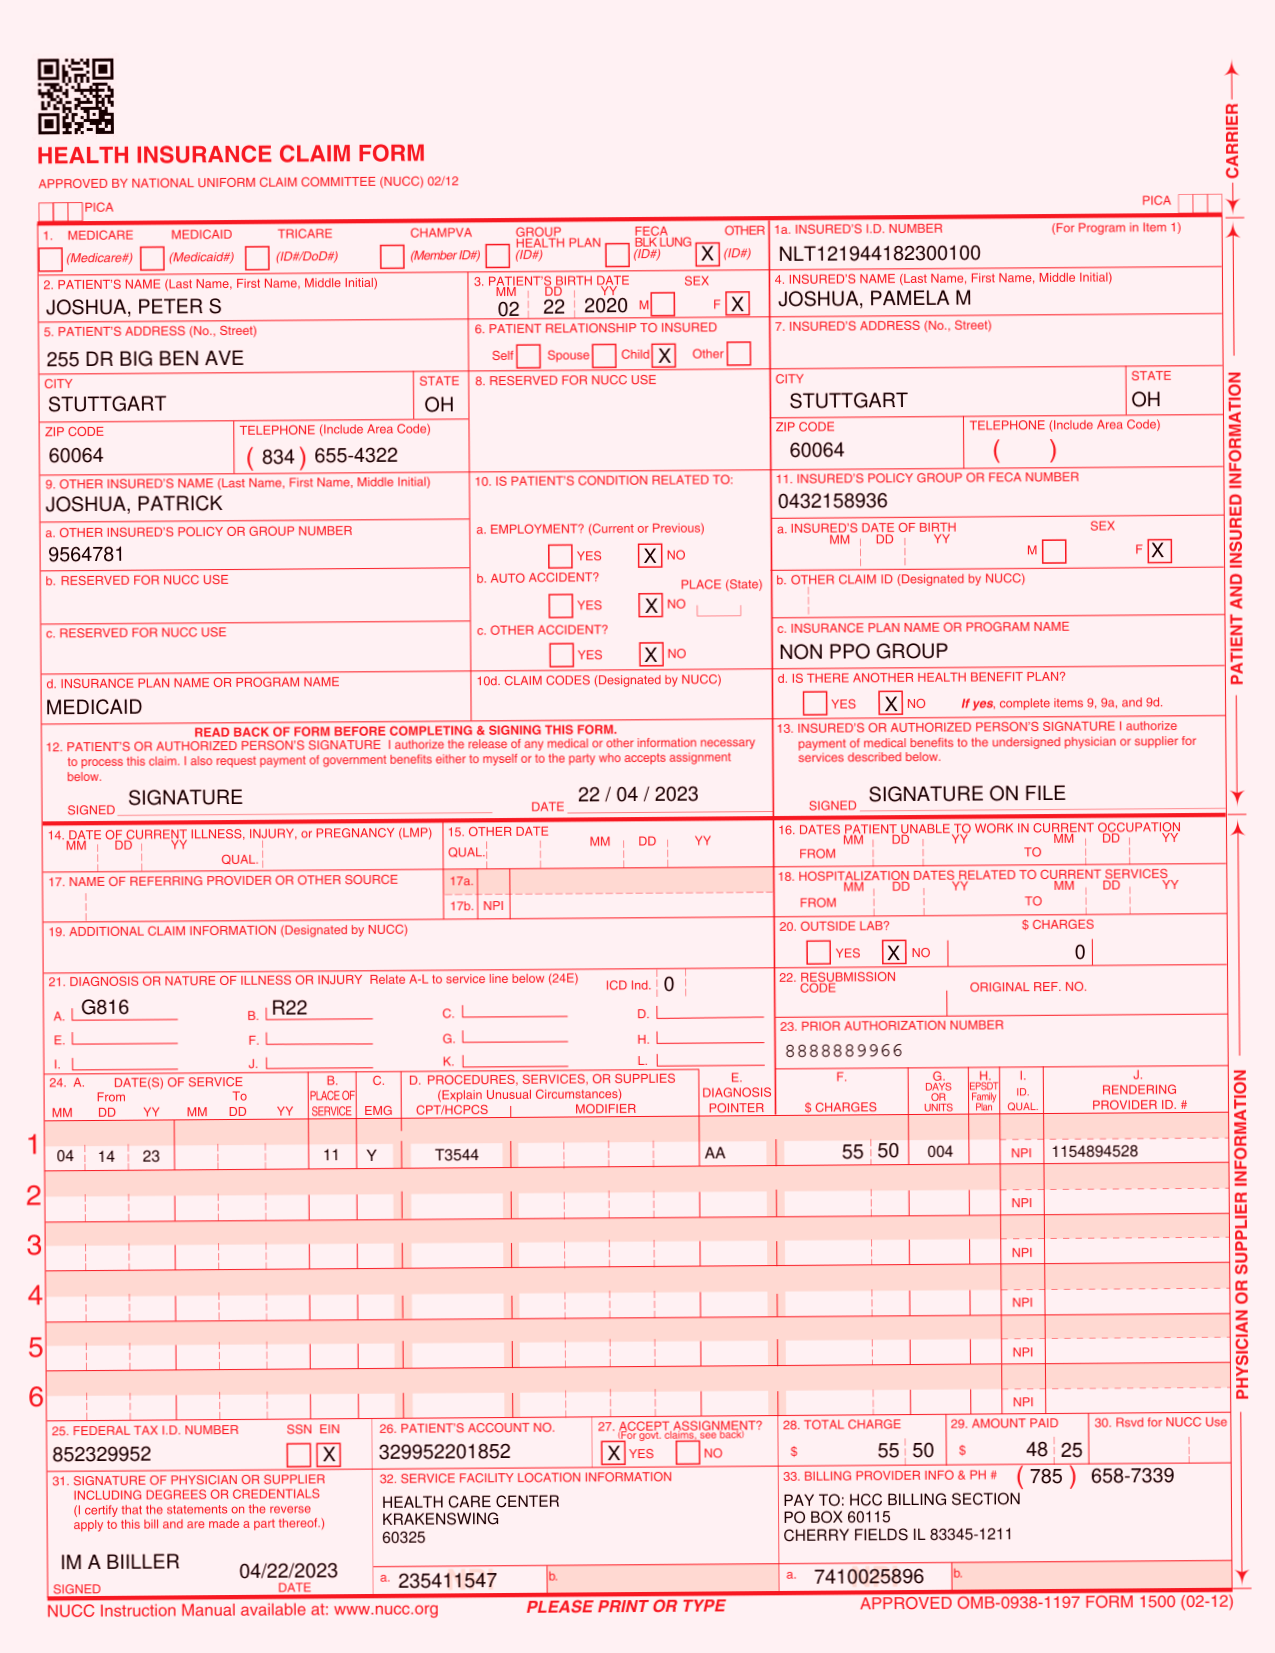 HEALTH INSURANCE CLAIM FORM
APPROVED BY NATIONAL UNIFORM CLAIM COMMITTEE (NUCC) 02/12
PICA
PICA
CARRIER
1. MEDICARE MEDICAID TRICARE CHAMPVA GROUP HEALTH PLAN FECA BLK LUNG OTHER
(Medicare#) (Medicaid#) (ID#/DoD#) (Member ID#) (ID#) (ID#) X (ID#)
1a. INSURED'S I.D. NUMBER (For Program in Item 1)
NLT121944182300100
2. PATIENT'S NAME (Last Name, First Name, Middle Initial)
JOSHUA, PETER S
3. PATIENT'S BIRTH DATE SEX
MM DD YY
02 22 2020 M F X
4. INSURED'S NAME (Last Name, First Name, Middle Initial)
JOSHUA, PAMELA M
5. PATIENT'S ADDRESS (No., Street)
255 DR BIG BEN AVE
6. PATIENT RELATIONSHIP TO INSURED
Self Spouse Child X Other
7. INSURED'S ADDRESS (No., Street)
CITY STATE
STUTTGART OH
8. RESERVED FOR NUCC USE
CITY STATE
STUTTGART OH
ZIP CODE TELEPHONE (Include Area Code)
60064 ( 834 ) 655-4322
ZIP CODE TELEPHONE (Include Area Code)
60064 ( )
9. OTHER INSURED'S NAME (Last Name, First Name, Middle Initial)
JOSHUA, PATRICK
10. IS PATIENT'S CONDITION RELATED TO:
11. INSURED'S POLICY GROUP OR FECA NUMBER
0432158936
a. OTHER INSURED'S POLICY OR GROUP NUMBER
9564781
a. EMPLOYMENT? (Current or Previous)
YES X NO
a. INSURED'S DATE OF BIRTH SEX
MM DD YY
M F X
b. RESERVED FOR NUCC USE
b. AUTO ACCIDENT? PLACE (State)
YES X NO
b. OTHER CLAIM ID (Designated by NUCC)
c. RESERVED FOR NUCC USE
c. OTHER ACCIDENT?
YES X NO
c. INSURANCE PLAN NAME OR PROGRAM NAME
NON PPO GROUP
d. INSURANCE PLAN NAME OR PROGRAM NAME
MEDICAID
10d. CLAIM CODES (Designated by NUCC)
d. IS THERE ANOTHER HEALTH BENEFIT PLAN?
YES X NO If yes, complete items 9, 9a, and 9d.
PATIENT AND INSURED INFORMATION
READ BACK OF FORM BEFORE COMPLETING & SIGNING THIS FORM.
12. PATIENT'S OR AUTHORIZED PERSON'S SIGNATURE I authorize the release of any medical or other information necessary
to process this claim. I also request payment of government benefits either to myself or to the party who accepts assignment
below.
SIGNED SIGNATURE DATE 22 / 04 / 2023
13. INSURED'S OR AUTHORIZED PERSON'S SIGNATURE I authorize
payment of medical benefits to the undersigned physician or supplier for
services described below.
SIGNED SIGNATURE ON FILE
14. DATE OF CURRENT ILLNESS, INJURY, or PREGNANCY (LMP)
MM DD YY
QUAL.
15. OTHER DATE
QUAL. MM DD YY
16. DATES PATIENT UNABLE TO WORK IN CURRENT OCCUPATION
MM DD YY MM DD YY
FROM TO
17. NAME OF REFERRING PROVIDER OR OTHER SOURCE
17a.
17b. NPI
18. HOSPITALIZATION DATES RELATED TO CURRENT SERVICES
MM DD YY MM DD YY
FROM TO
19. ADDITIONAL CLAIM INFORMATION (Designated by NUCC)
20. OUTSIDE LAB? $ CHARGES
YES X NO 0
21. DIAGNOSIS OR NATURE OF ILLNESS OR INJURY Relate A-L to service line below (24E)
ICD Ind. 0
A. G816 B. R22 C. D.
E. F. G. H.
I. J. K. L.
22. RESUBMISSION
CODE ORIGINAL REF. NO.
23. PRIOR AUTHORIZATION NUMBER
8888889966
24. A. DATE(S) OF SERVICE
From To
MM DD YY MM DD YY
B.
PLACE OF
SERVICE
C.
EMG
D. PROCEDURES, SERVICES, OR SUPPLIES
(Explain Unusual Circumstances)
CPT/HCPCS MODIFIER
E.
DIAGNOSIS
POINTER
F.
$ CHARGES
G.
DAYS
OR
UNITS
H.
EPSDT
Family
Plan
I.
ID.
QUAL.
J.
RENDERING
PROVIDER ID. #
1 04 14 23 11 Y T3544 AA 55 50 004 NPI 1154894528
2 NPI
3 NPI
4 NPI
5 NPI
6 NPI
PHYSICIAN OR SUPPLIER INFORMATION
25. FEDERAL TAX I.D. NUMBER SSN EIN
852329952 X
26. PATIENT'S ACCOUNT NO.
329952201852
27. ACCEPT ASSIGNMENT?
(For govt. claims, see back)
X YES NO
28. TOTAL CHARGE
$ 55 50
29. AMOUNT PAID
$ 48 25
30. Rsvd for NUCC Use
31. SIGNATURE OF PHYSICIAN OR SUPPLIER
INCLUDING DEGREES OR CREDENTIALS
(I certify that the statements on the reverse
apply to this bill and are made a part thereof.)
IM A BIILLER 04/22/2023
SIGNED DATE
32. SERVICE FACILITY LOCATION INFORMATION
HEALTH CARE CENTER
KRAKENSWING
60325
a. 235411547 b.
33. BILLING PROVIDER INFO & PH # ( 785 ) 658-7339
PAY TO: HCC BILLING SECTION
PO BOX 60115
CHERRY FIELDS IL 83345-1211
a. 7410025896 b.
NUCC Instruction Manual available at: www.nucc.org
PLEASE PRINT OR TYPE
APPROVED OMB-0938-1197 FORM 1500 (02-12)